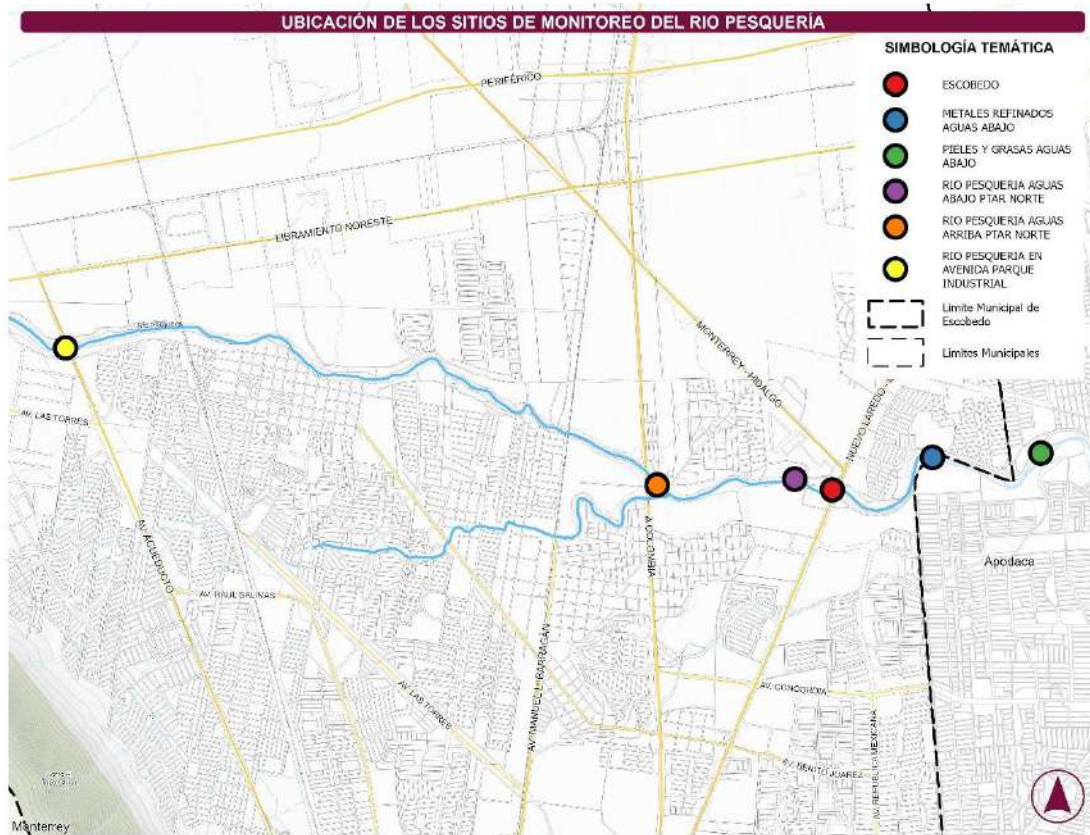 UBICACIÓN DE LOS SITIOS DE MONITOREO DEL RIO PESQUERÍA
SIMBOLOGÍA TEMÁTICA
ESCOBEDO
METALES REFINADOS
AGUAS ABAJO
PIELES Y GRASAS AGUAS
ABAJO
RIO PESQUERIA AGUAS
ABAJO PTAR NORTE
RIO PESQUERIA AGUAS
ARRIBA PTAR NORTE
RIO PESQUERIA EN
AVENIDA PARQUE
INDUSTRIAL
Limite Municipal de
Escobedo
Limites Municipales
PERIFÉRICO
LIBRAMIENTO NORESTE
MONTERREY - HIDALGO
NUEVO LAREDO -
AV. LAS TORRES
AV. ACUEDUCTO
A COLOMBIA
Apodaca
AV. RAUL SALINAS
AV. MANUEL L. BARRAGÁN
AV. LAS TORRES
AV. CONCORDIA
AV. BENITO JUAREZ
AV. REPUBLICA MEXICANA
Monterrey